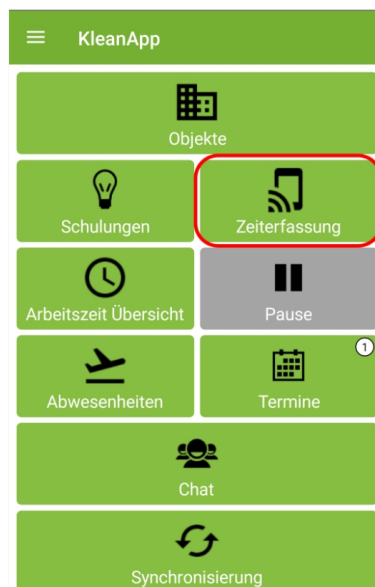 KleanApp
Objekte
Schulungen
Zeiterfassung
Arbeitszeit Übersicht
Pause
1
Abwesenheiten
Termine
Chat
Synchronisierung